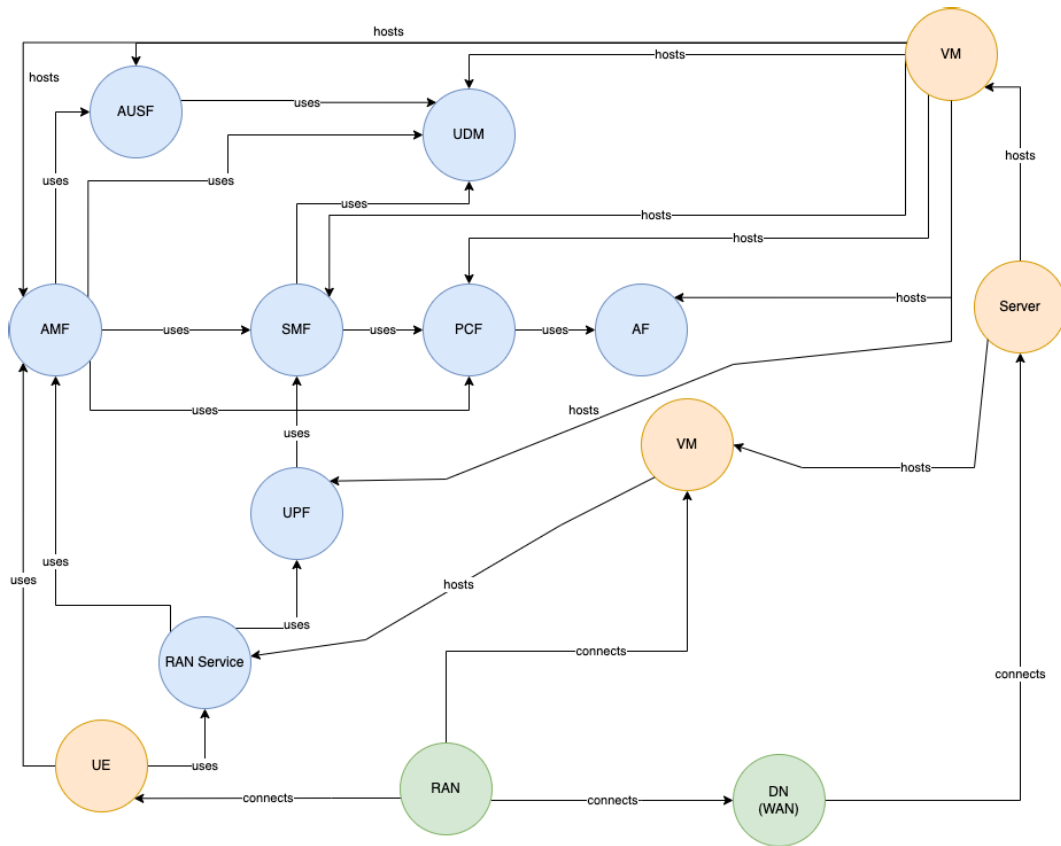 hosts
VM
hosts
hosts
AUSF
uses
UDM
hosts
uses
uses
uses
hosts
hosts
hosts
AMF
uses
SMF
uses
PCF
uses
AF
Server
uses
hosts
uses
VM
hosts
UPF
uses
uses
hosts
uses
RAN Service
connects
connects
UE
uses
RAN
DN
(WAN)
connects
connects